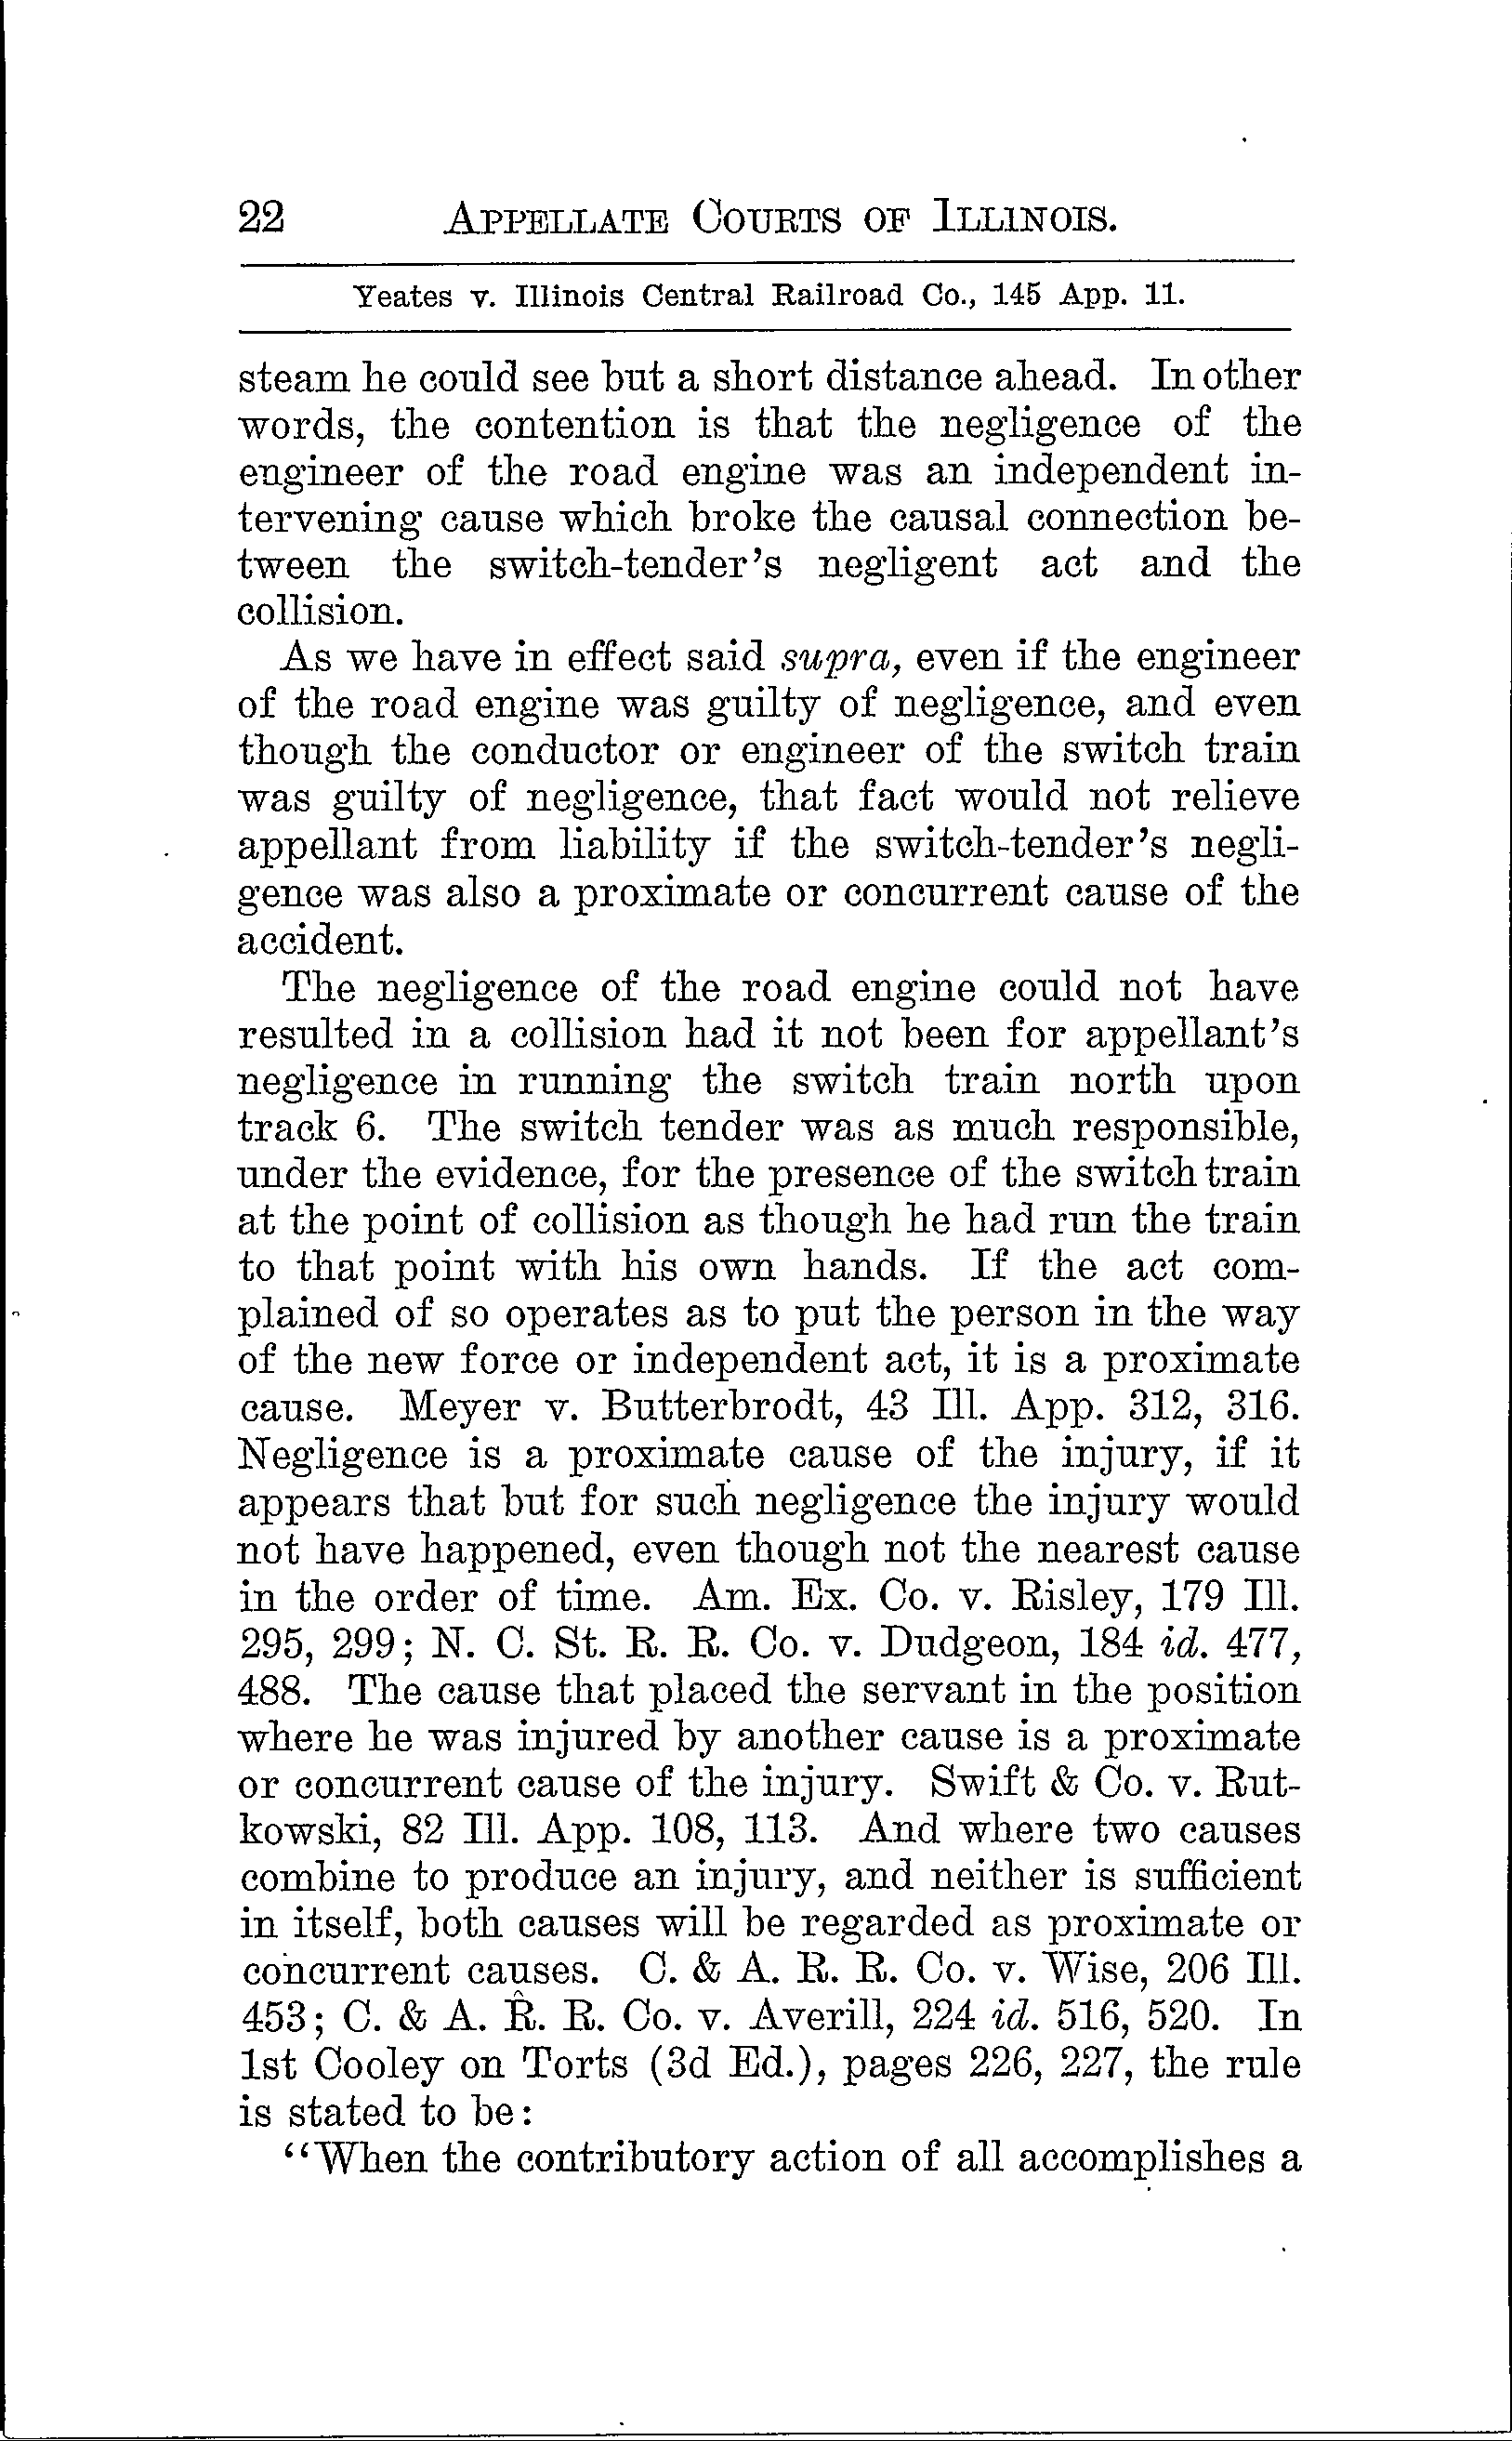 22 APPELLATE COURTS OF ILLINOIS.
Yeates v. Illinois Central Railroad Co., 145 App. 11.
steam he could see but a short distance ahead. In other
words, the contention is that the negligence of the
engineer of the road engine was an independent in-
tervening cause which broke the causal connection be-
tween the switch-tender's negligent act and the
collision.
As we have in effect said supra, even if the engineer
of the road engine was guilty of negligence, and even
though the conductor or engineer of the switch train
was guilty of negligence, that fact would not relieve
appellant from liability if the switch-tender's negli-
gence was also a proximate or concurrent cause of the
accident.
The negligence of the road engine could not have
resulted in a collision had it not been for appellant's
negligence in running the switch train north upon
track 6. The switch tender was as much responsible,
under the evidence, for the presence of the switch train
at the point of collision as though he had run the train
to that point with his own hands. If the act com-
plained of so operates as to put the person in the way
of the new force or independent act, it is a proximate
cause. Meyer v. Butterbrodt, 43 Ill. App. 312, 316.
Negligence is a proximate cause of the injury, if it
appears that but for such negligence the injury would
not have happened, even though not the nearest cause
in the order of time. Am. Ex. Co. v. Risley, 179 Ill.
295, 299; N. C. St. R. R. Co. v. Dudgeon, 184 id. 477,
488. The cause that placed the servant in the position
where he was injured by another cause is a proximate
or concurrent cause of the injury. Swift & Co. v. Rut-
kowski, 82 Ill. App. 108, 113. And where two causes
combine to produce an injury, and neither is sufficient
in itself, both causes will be regarded as proximate or
concurrent causes. C. & A. R. R. Co. v. Wise, 206 Ill.
453; C. & A. R. R. Co. v. Averill, 224 id. 516, 520. In
1st Cooley on Torts (3d Ed.), pages 226, 227, the rule
is stated to be:
"When the contributory action of all accomplishes a